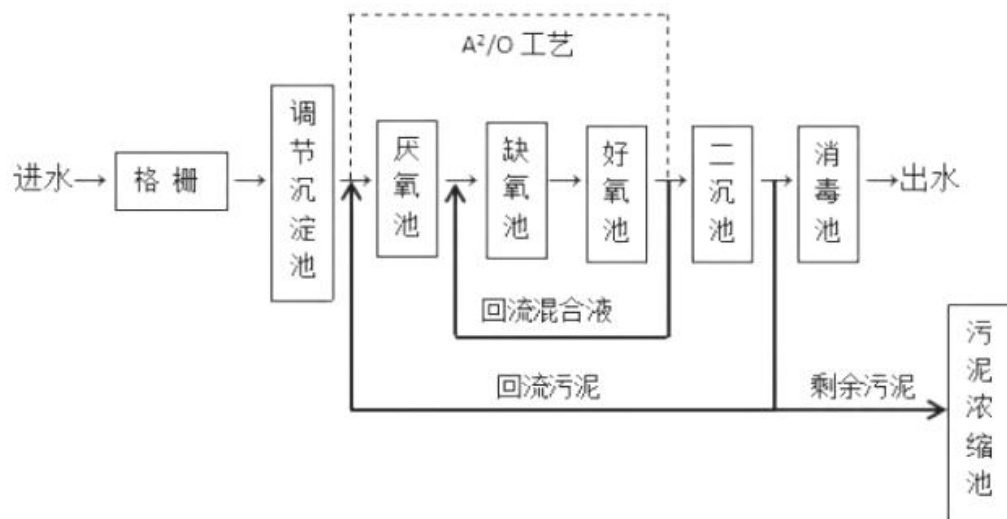 A²/O 工艺
进水
格栅
调节沉淀池
厌氧池
缺氧池
好氧池
二沉池
消毒池
出水
回流混合液
回流污泥
剩余污泥
污泥浓缩池